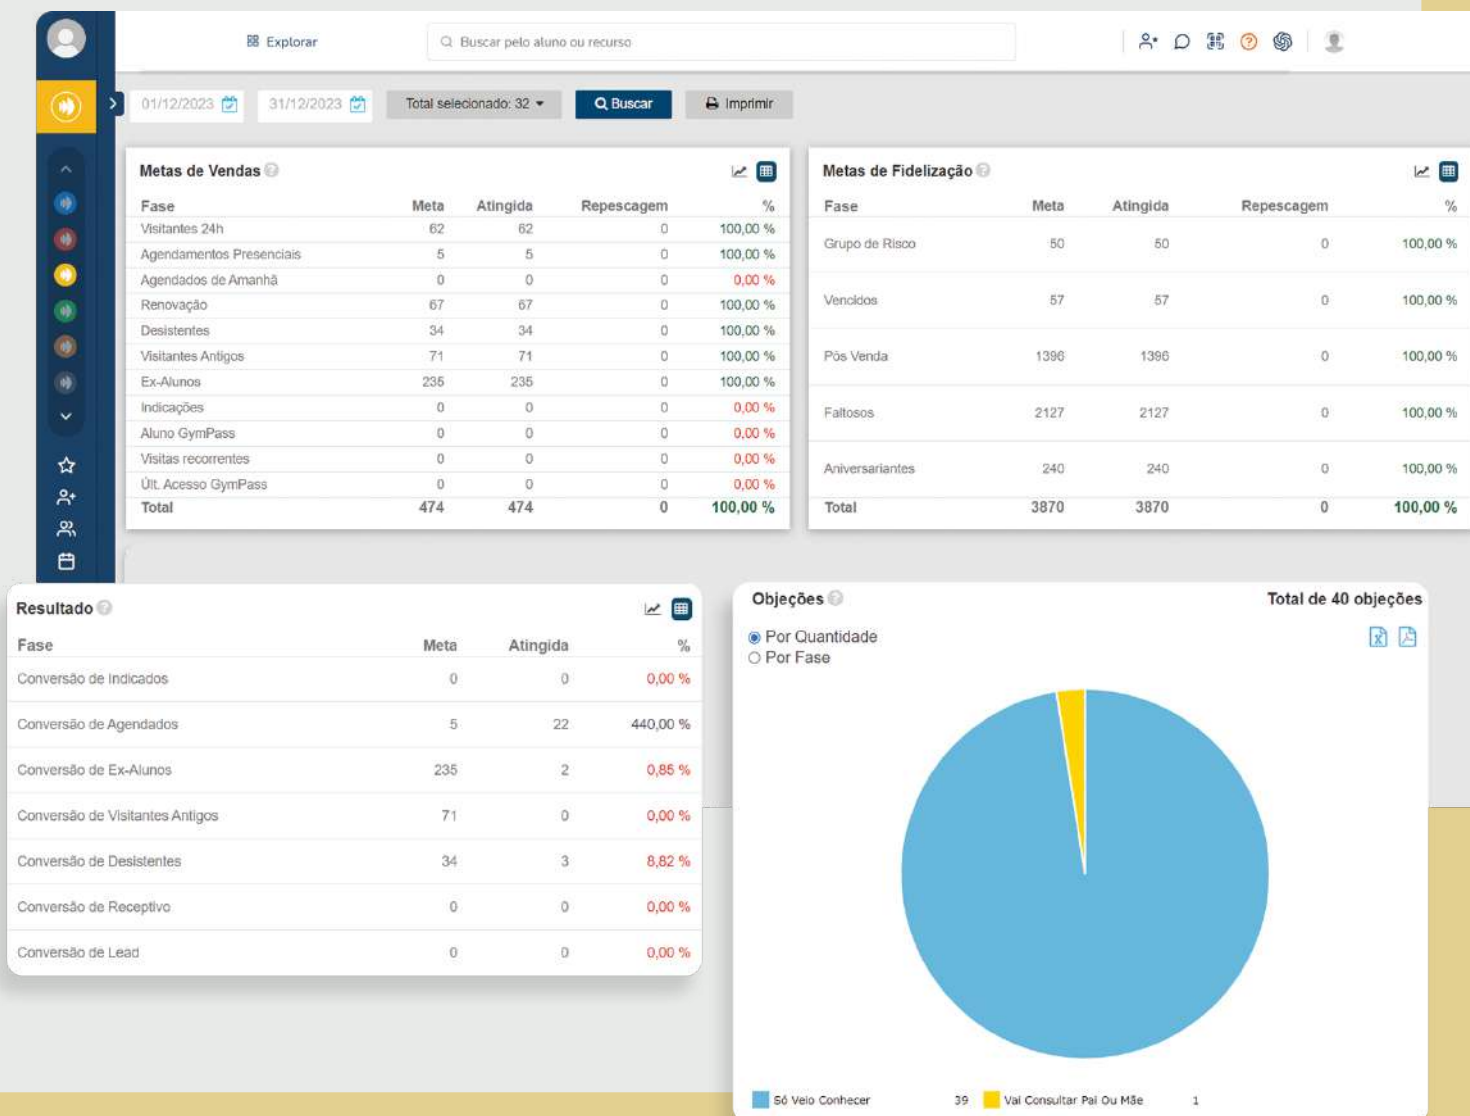 Explorar
Buscar pelo aluno ou recurso
01/12/2023 31/12/2023 Total selecionado: 32 Buscar Imprimir
Metas de Vendas
Fase Meta Atingida Repescagem %
Visitantes 24h 62 62 0 100,00 %
Agendamentos Presenciais 5 5 0 100,00 %
Agendados de Amanhã 0 0 0 0,00 %
Renovação 67 67 0 100,00 %
Desistentes 34 34 0 100,00 %
Visitantes Antigos 71 71 0 100,00 %
Ex-Alunos 235 235 0 100,00 %
Indicações 0 0 0 0,00 %
Aluno GymPass 0 0 0 0,00 %
Visitas recorrentes 0 0 0 0,00 %
Últ. Acesso GymPass 0 0 0 0,00 %
Total 474 474 0 100,00 %
Metas de Fidelização
Fase Meta Atingida Repescagem %
Grupo de Risco 50 50 0 100,00 %
Vencidos 57 57 0 100,00 %
Pós Venda 1396 1396 0 100,00 %
Faltosos 2127 2127 0 100,00 %
Aniversariantes 240 240 0 100,00 %
Total 3870 3870 0 100,00 %
Resultado
Fase Meta Atingida %
Conversão de Indicados 0 0 0,00 %
Conversão de Agendados 5 22 440,00 %
Conversão de Ex-Alunos 235 2 0,85 %
Conversão de Visitantes Antigos 71 0 0,00 %
Conversão de Desistentes 34 3 8,82 %
Conversão de Receptivo 0 0 0,00 %
Conversão de Lead 0 0 0,00 %
Objeções Total de 40 objeções
Por Quantidade
Por Fase
Só Veio Conhecer 39 Vai Consultar Pai Ou Mãe 1